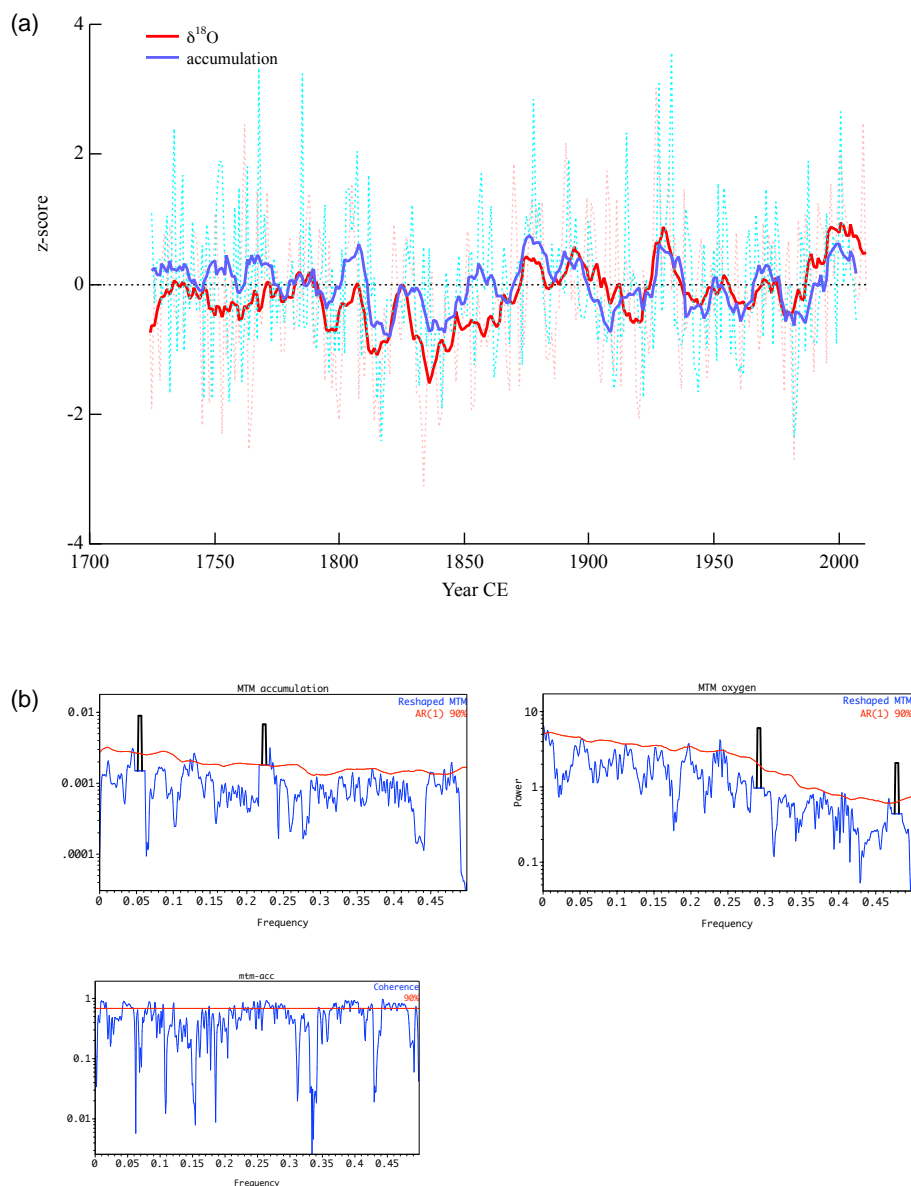 (a)
4
2
0
-2
-4
z-score
δ18O
accumulation
1700 1750 1800 1850 1900 1950 2000
Year CE
(b)
MTM accumulation
Reshaped MTM
AR(1) 90%
0.01
0.001
.0001
0 0.05 0.1 0.15 0.2 0.25 0.3 0.35 0.4 0.45
Frequency
MTM oxygen
Reshaped MTM
AR(1) 90%
10
1
0.1
Power
0 0.05 0.1 0.15 0.2 0.25 0.3 0.35 0.4 0.45
Frequency
mtm-acc
Coherence
90%
1
0.1
0.01
0 0.05 0.1 0.15 0.2 0.25 0.3 0.35 0.4 0.45
Frequency